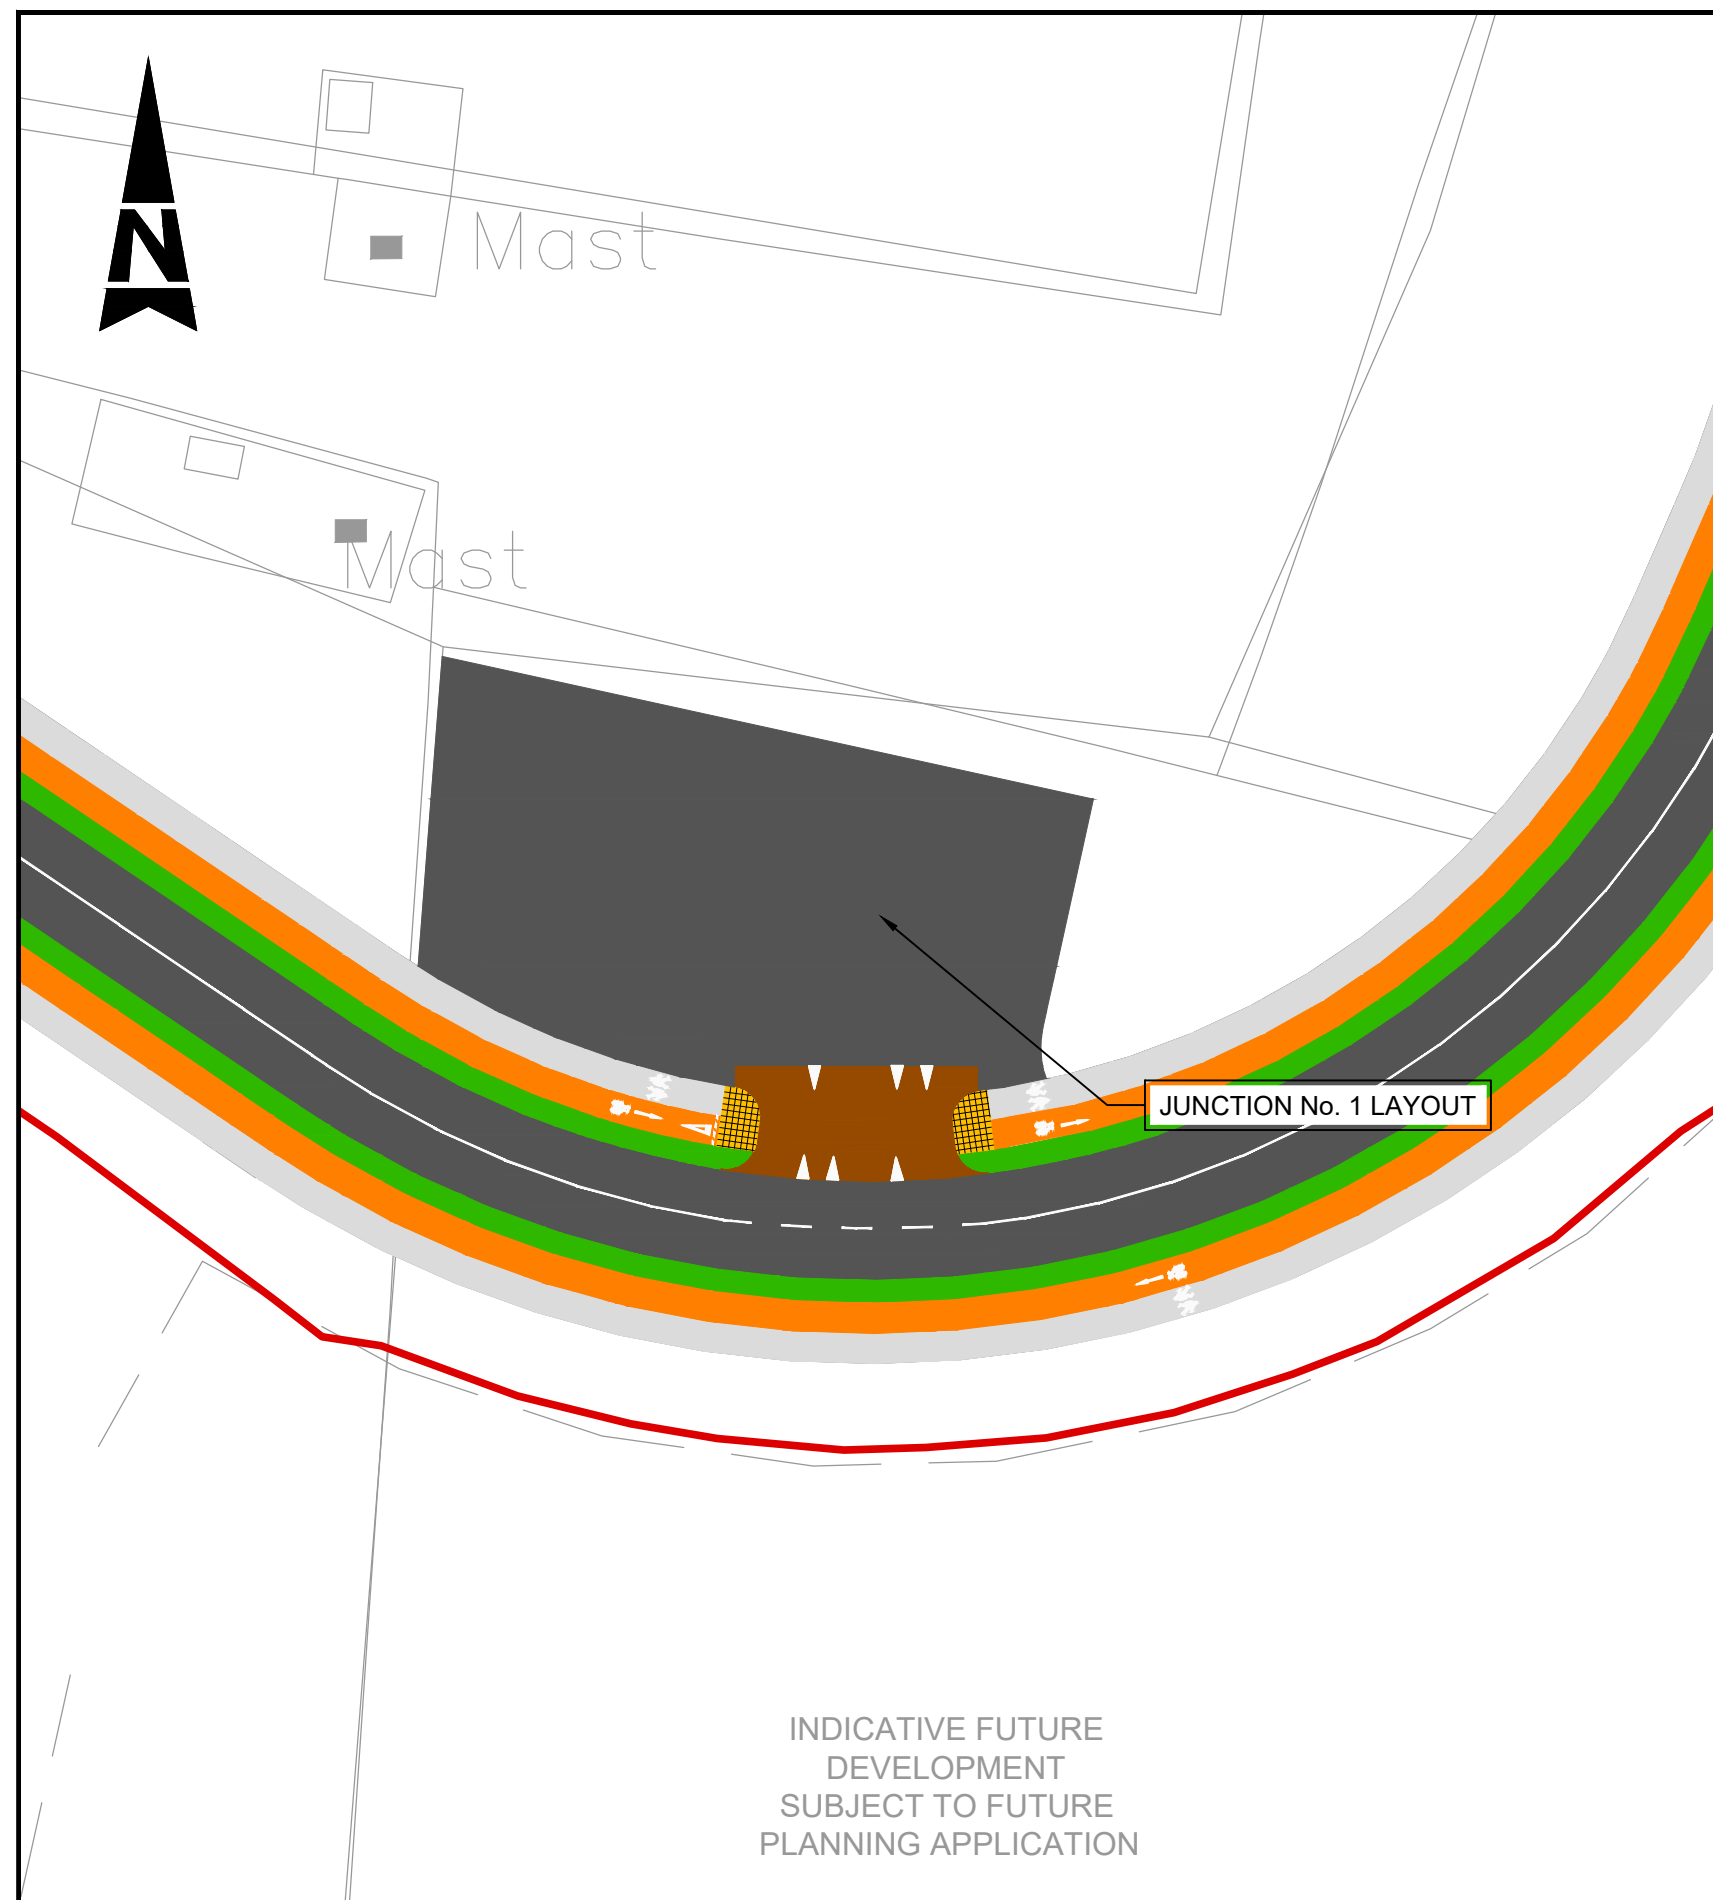 N
Mast
Mast
JUNCTION No. 1 LAYOUT
INDICATIVE FUTURE
DEVELOPMENT
SUBJECT TO FUTURE
PLANNING APPLICATION